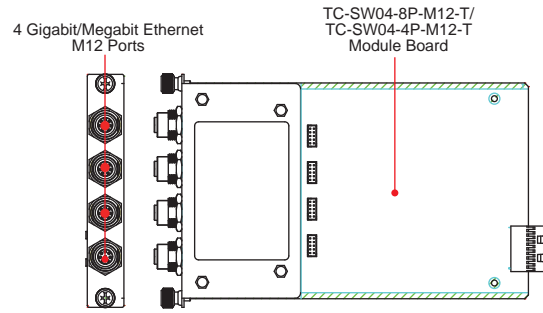 4 Gigabit/Megabit Ethernet
M12 Ports
TC-SW04-8P-M12-T/
TC-SW04-4P-M12-T
Module Board